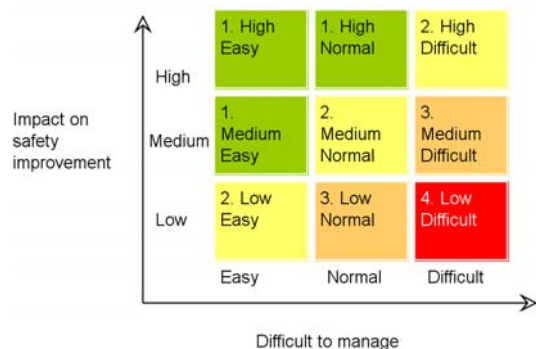 1. High
Easy
1. High
Normal
2. High
Difficult
High
1.
Medium
Easy
2.
Medium
Normal
3.
Medium
Difficult
Impact on
safety
improvement
Medium
2. Low
Easy
3. Low
Normal
4. Low
Difficult
Low
Easy
Normal
Difficult
Difficult to manage